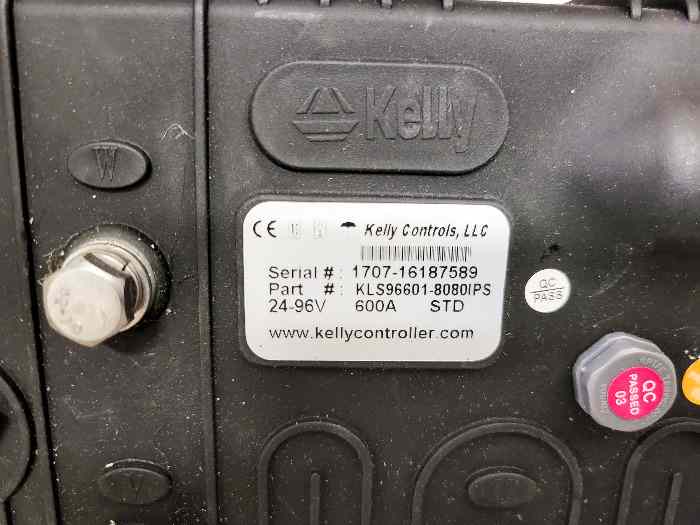 Kelly
W
CE Kelly Controls, LLC
Serial #: 1707-16187589
Part #: KLS96601-8080IPS
24-96V 600A STD
www.kellycontroller.com
QC
PASS
QC
PASSED
03
V